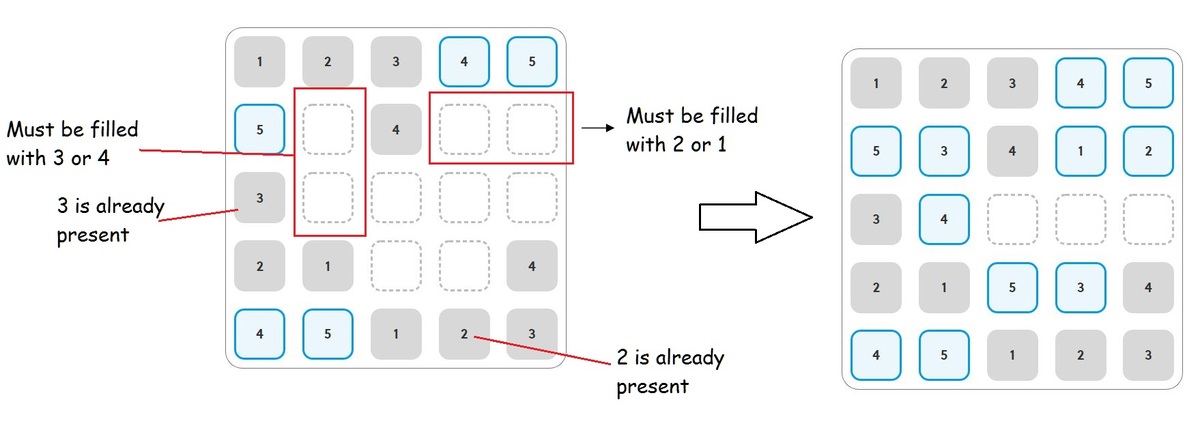 1 2 3 4 5
5 4
3
2 1 4
4 5 1 2 3
Must be filled
with 3 or 4
3 is already
present
Must be filled
with 2 or 1
2 is already
present
1 2 3 4 5
5 3 4 1 2
3 4
2 1 5 3 4
4 5 1 2 3